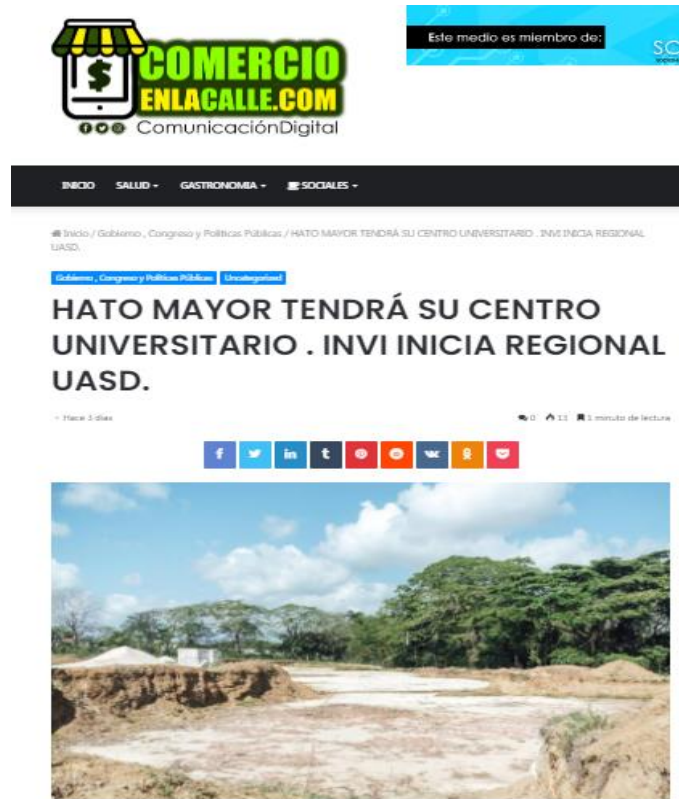 COMERCIO
ENLACALLE.COM
ComunicaciónDigital
Este medio es miembro de:
INICIO SALUD GASTRONOMIA SOCIALES
Inicio / Gobierno , Congreso y Políticas Públicas / HATO MAYOR TENDRÁ SU CENTRO UNIVERSITARIO . INVI INICIA REGIONAL
UASD.
Gobierno , Congreso y Políticas Públicas Uncategorized
HATO MAYOR TENDRÁ SU CENTRO
UNIVERSITARIO . INVI INICIA REGIONAL
UASD.
Hace 3 días 0 13 1 minuto de lectura